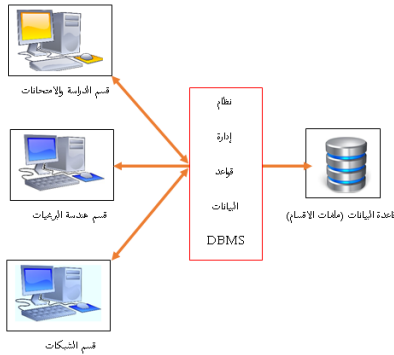 قسم الدراسة والامتحانات
نظام
إدارة
قواعد
البيانات
DBMS
قسم هندسة البرمجيات
قاعدة البيانات (ملفات الاقسام)
قسم الشبكات